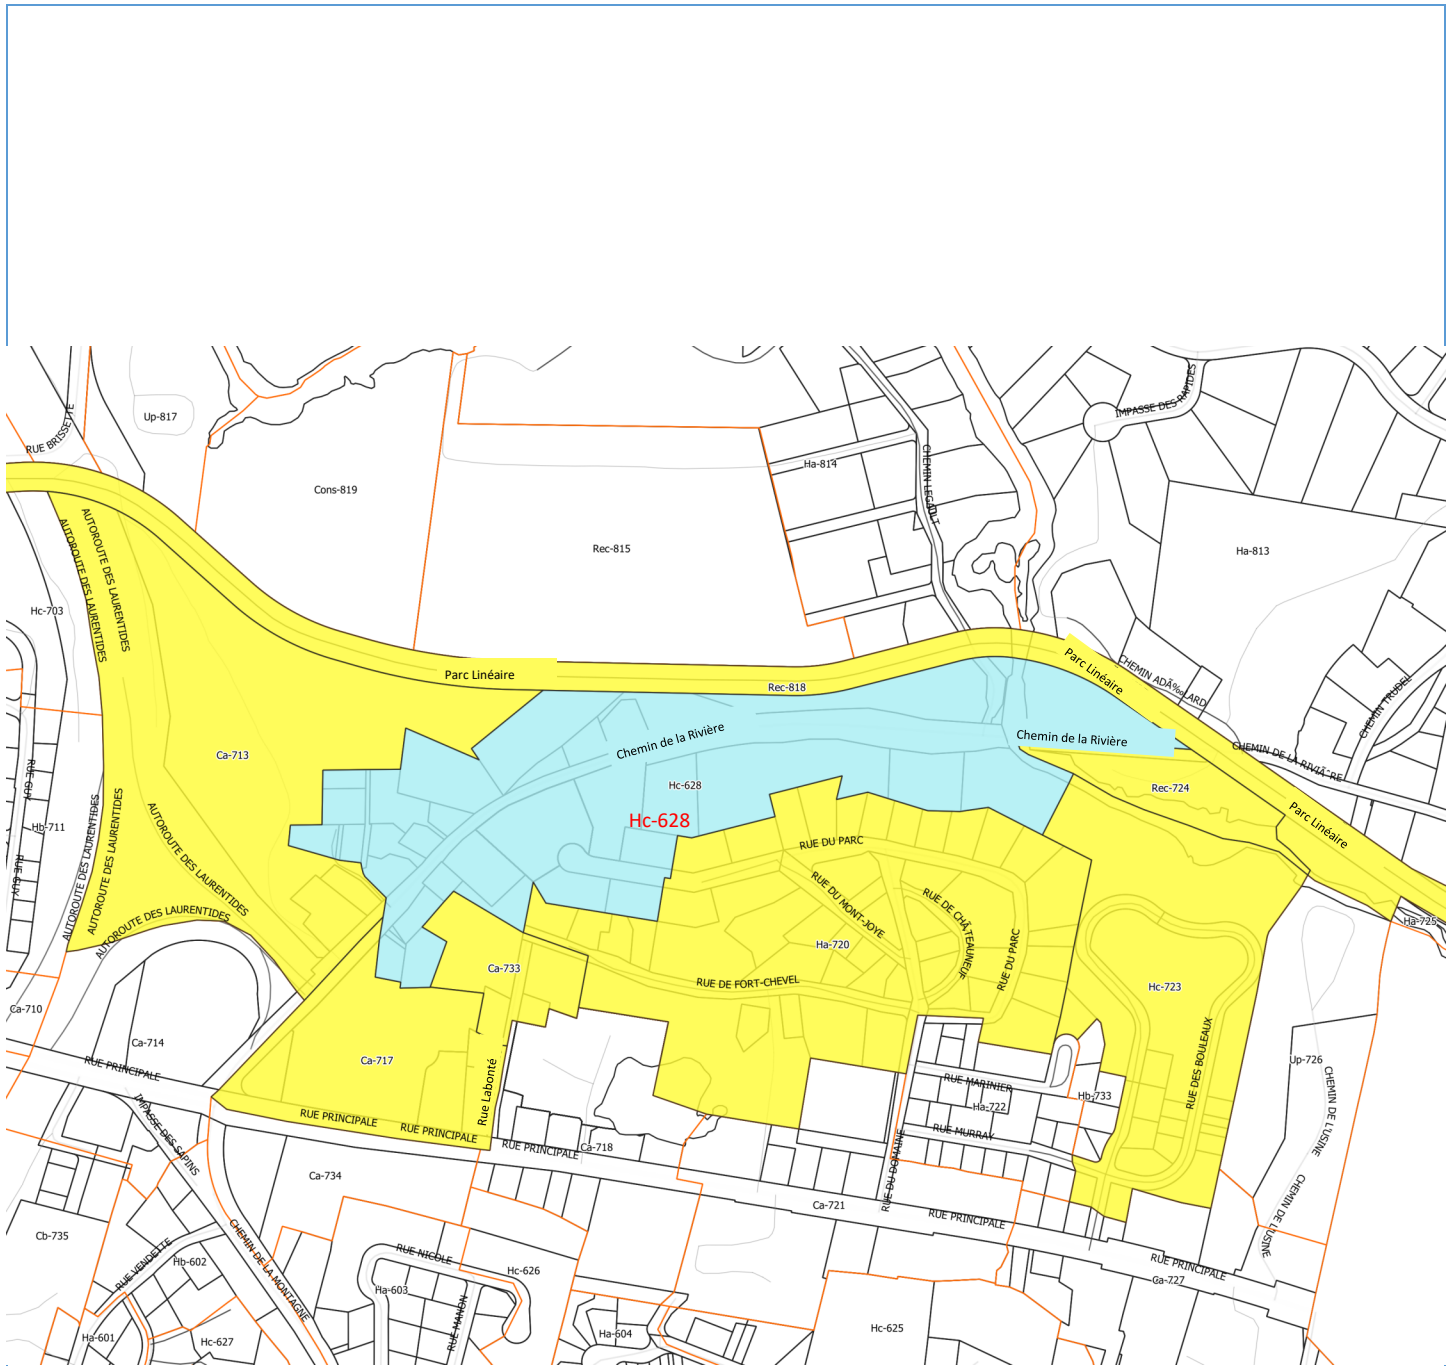 IMPASSE DES RAPIDES
Up-817
RUE BRISSETTE
Ha-814
CHEMIN LEGAULT
Cons-819
Rec-815
Ha-813
AUTOROUTE DES LAURENTIDES
AUTOROUTE DES LAURENTIDES
Hc-703
Parc Linéaire
Parc Linéaire
CHEMIN ADÃ‰LARD
Rec-818
CHEMIN TRUDEL
Chemin de la Rivière
Chemin de la Rivière
CHEMIN DE LA RIVIÃ¨RE
Ca-713
RUE GUY
Hc-628
Rec-724
Hc-628
Parc Linéaire
Hb-711
AUTOROUTE DES LAURENTIDES
AUTOROUTE DES LAURENTIDES
AUTOROUTE DES LAURENTIDES
RUE DU PARC
RUE GUY
RUE DU MONT-JOYE
RUE DE CHÃ‚TEAUNEUF
AUTOROUTE DES LAURENTIDES
Ha-725
Ha-720
RUE DU PARC
Ca-733
RUE DE FORT-CHEVEL
Hc-723
Ca-710
Ca-714
Ca-717
RUE PRINCIPALE
Rue Labonté
RUE DES BOULEAUX
Up-726
RUE MARINIER
Hb-733
Ha-722
CHEMIN DE L'USINE
RUE PRINCIPALE
RUE PRINCIPALE
RUE PRINCIPALE
Ca-718
RUE MURRAY
IMPASSE DES SAPINS
RUE DU DOMAINE
Ca-734
Ca-721
RUE PRINCIPALE
CHEMIN DE L'USINE
Cb-735
CHEMIN DE LA MONTAGNE
RUE VENDETTE
Hb-602
RUE NICOLE
Hc-626
RUE PRINCIPALE
Ca-727
Ha-603
RUE MANON
Ha-601
Hc-627
Ha-604
Hc-625